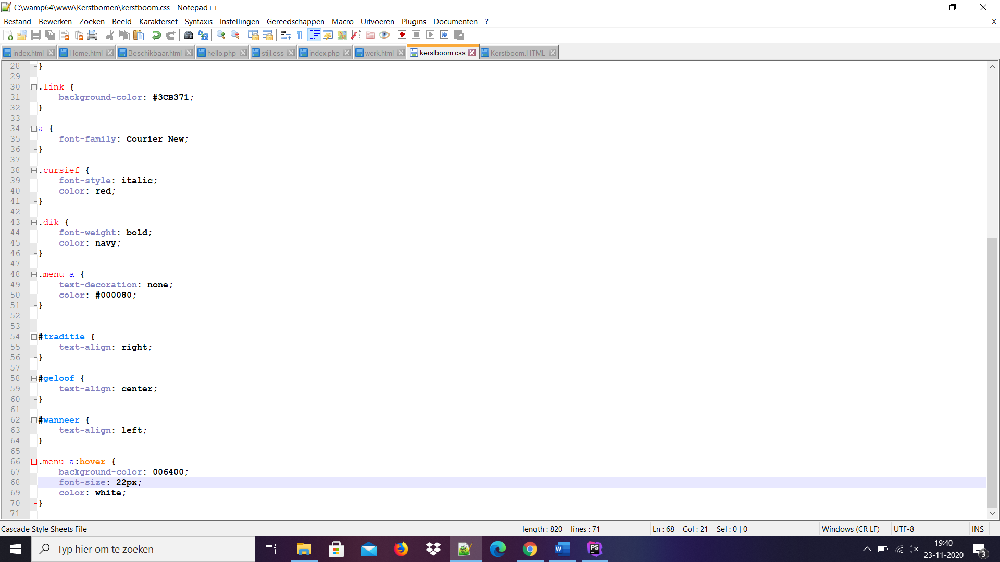 C:\wamp64\www\Kerstbomen\kerstboom.css - Notepad++
Bestand Bewerken Zoeken Beeld Karakterset Syntaxis Instellingen Gereedschappen Macro Uitvoeren Plugins Documenten ? X
index.html Home.html Beschikbaar.html hello.php stijl.css index.php werk.html kerstboom.css Kerstboom.HTML
28 }
29
30 .link {
31 background-color: #3CB371;
32 }
33
34 a {
35 font-family: Courier New;
36 }
37
38 .cursief {
39 font-style: italic;
40 color: red;
41 }
42
43 .dik {
44 font-weight: bold;
45 color: navy;
46 }
47
48 .menu a {
49 text-decoration: none;
50 color: #000080;
51 }
52
53
54 #traditie {
55 text-align: right;
56 }
57
58 #geloof {
59 text-align: center;
60 }
61
62 #wanneer {
63 text-align: left;
64 }
65
66 .menu a:hover {
67 background-color: 006400;
68 font-size: 22px;
69 color: white;
70 }
71
Cascade Style Sheets File length : 820 lines : 71 Ln : 68 Col : 21 Sel : 0 | 0 Windows (CR LF) UTF-8 INS
Typ hier om te zoeken
W
PS
19:40
23-11-2020
3